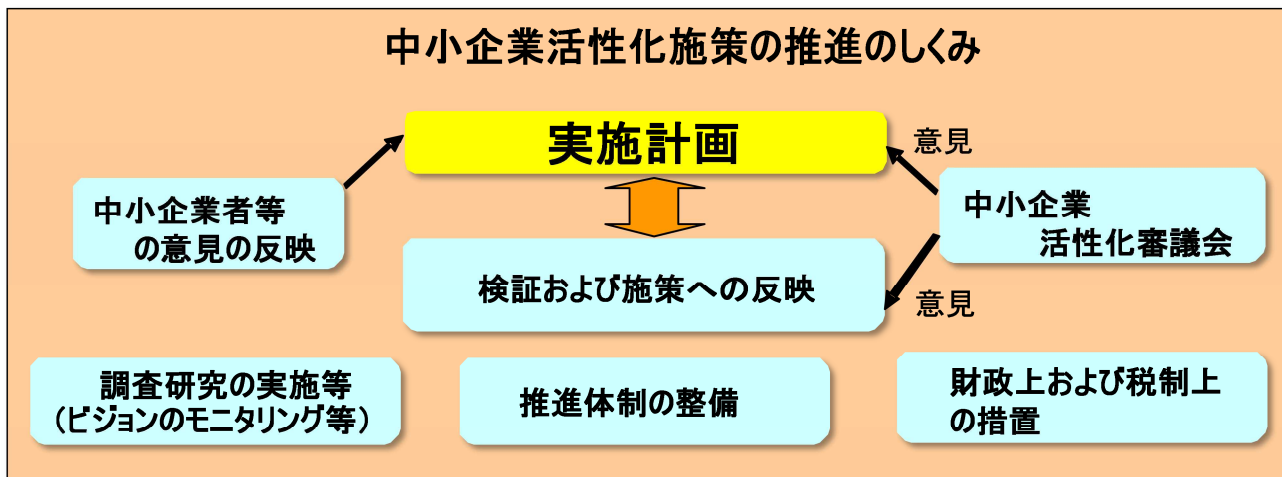 中小企業活性化施策の推進のしくみ
実施計画
意見
中小企業者等
の意見の反映
中小企業
活性化審議会
検証および施策への反映
意見
調査研究の実施等
(ビジョンのモニタリング等)
推進体制の整備
財政上および税制上
の措置